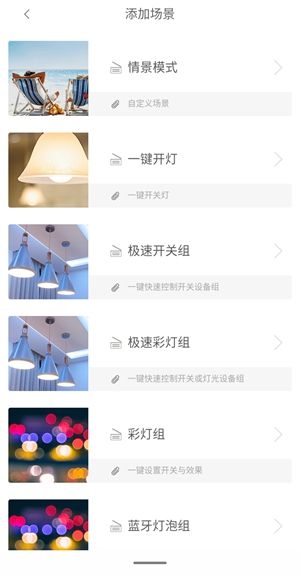 添加场景
情景模式
自定义场景
一键开灯
一键开关灯
极速开关组
一键快速控制开关设备组
极速彩灯组
一键快速控制开关或灯光设备组
彩灯组
一键设置开关与效果
蓝牙灯泡组